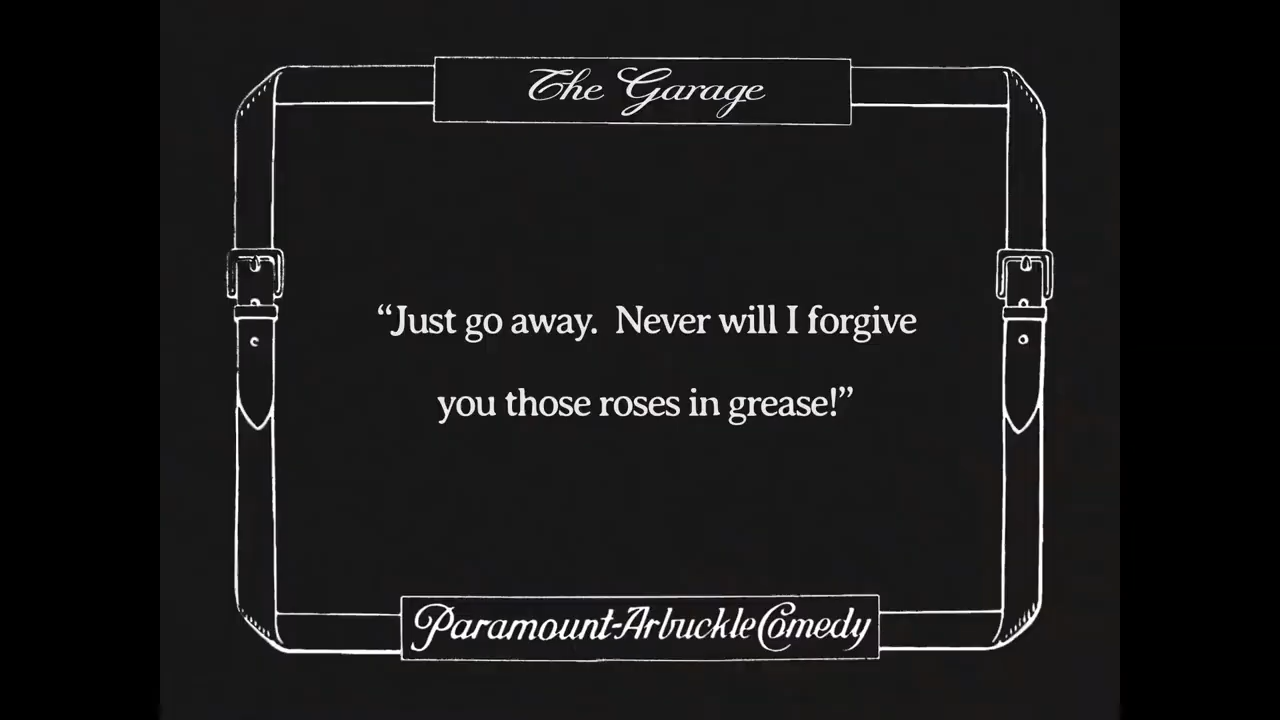 The Garage
“Just go away.  Never will I forgive
you those roses in grease!”
Paramount-Arbuckle Comedy